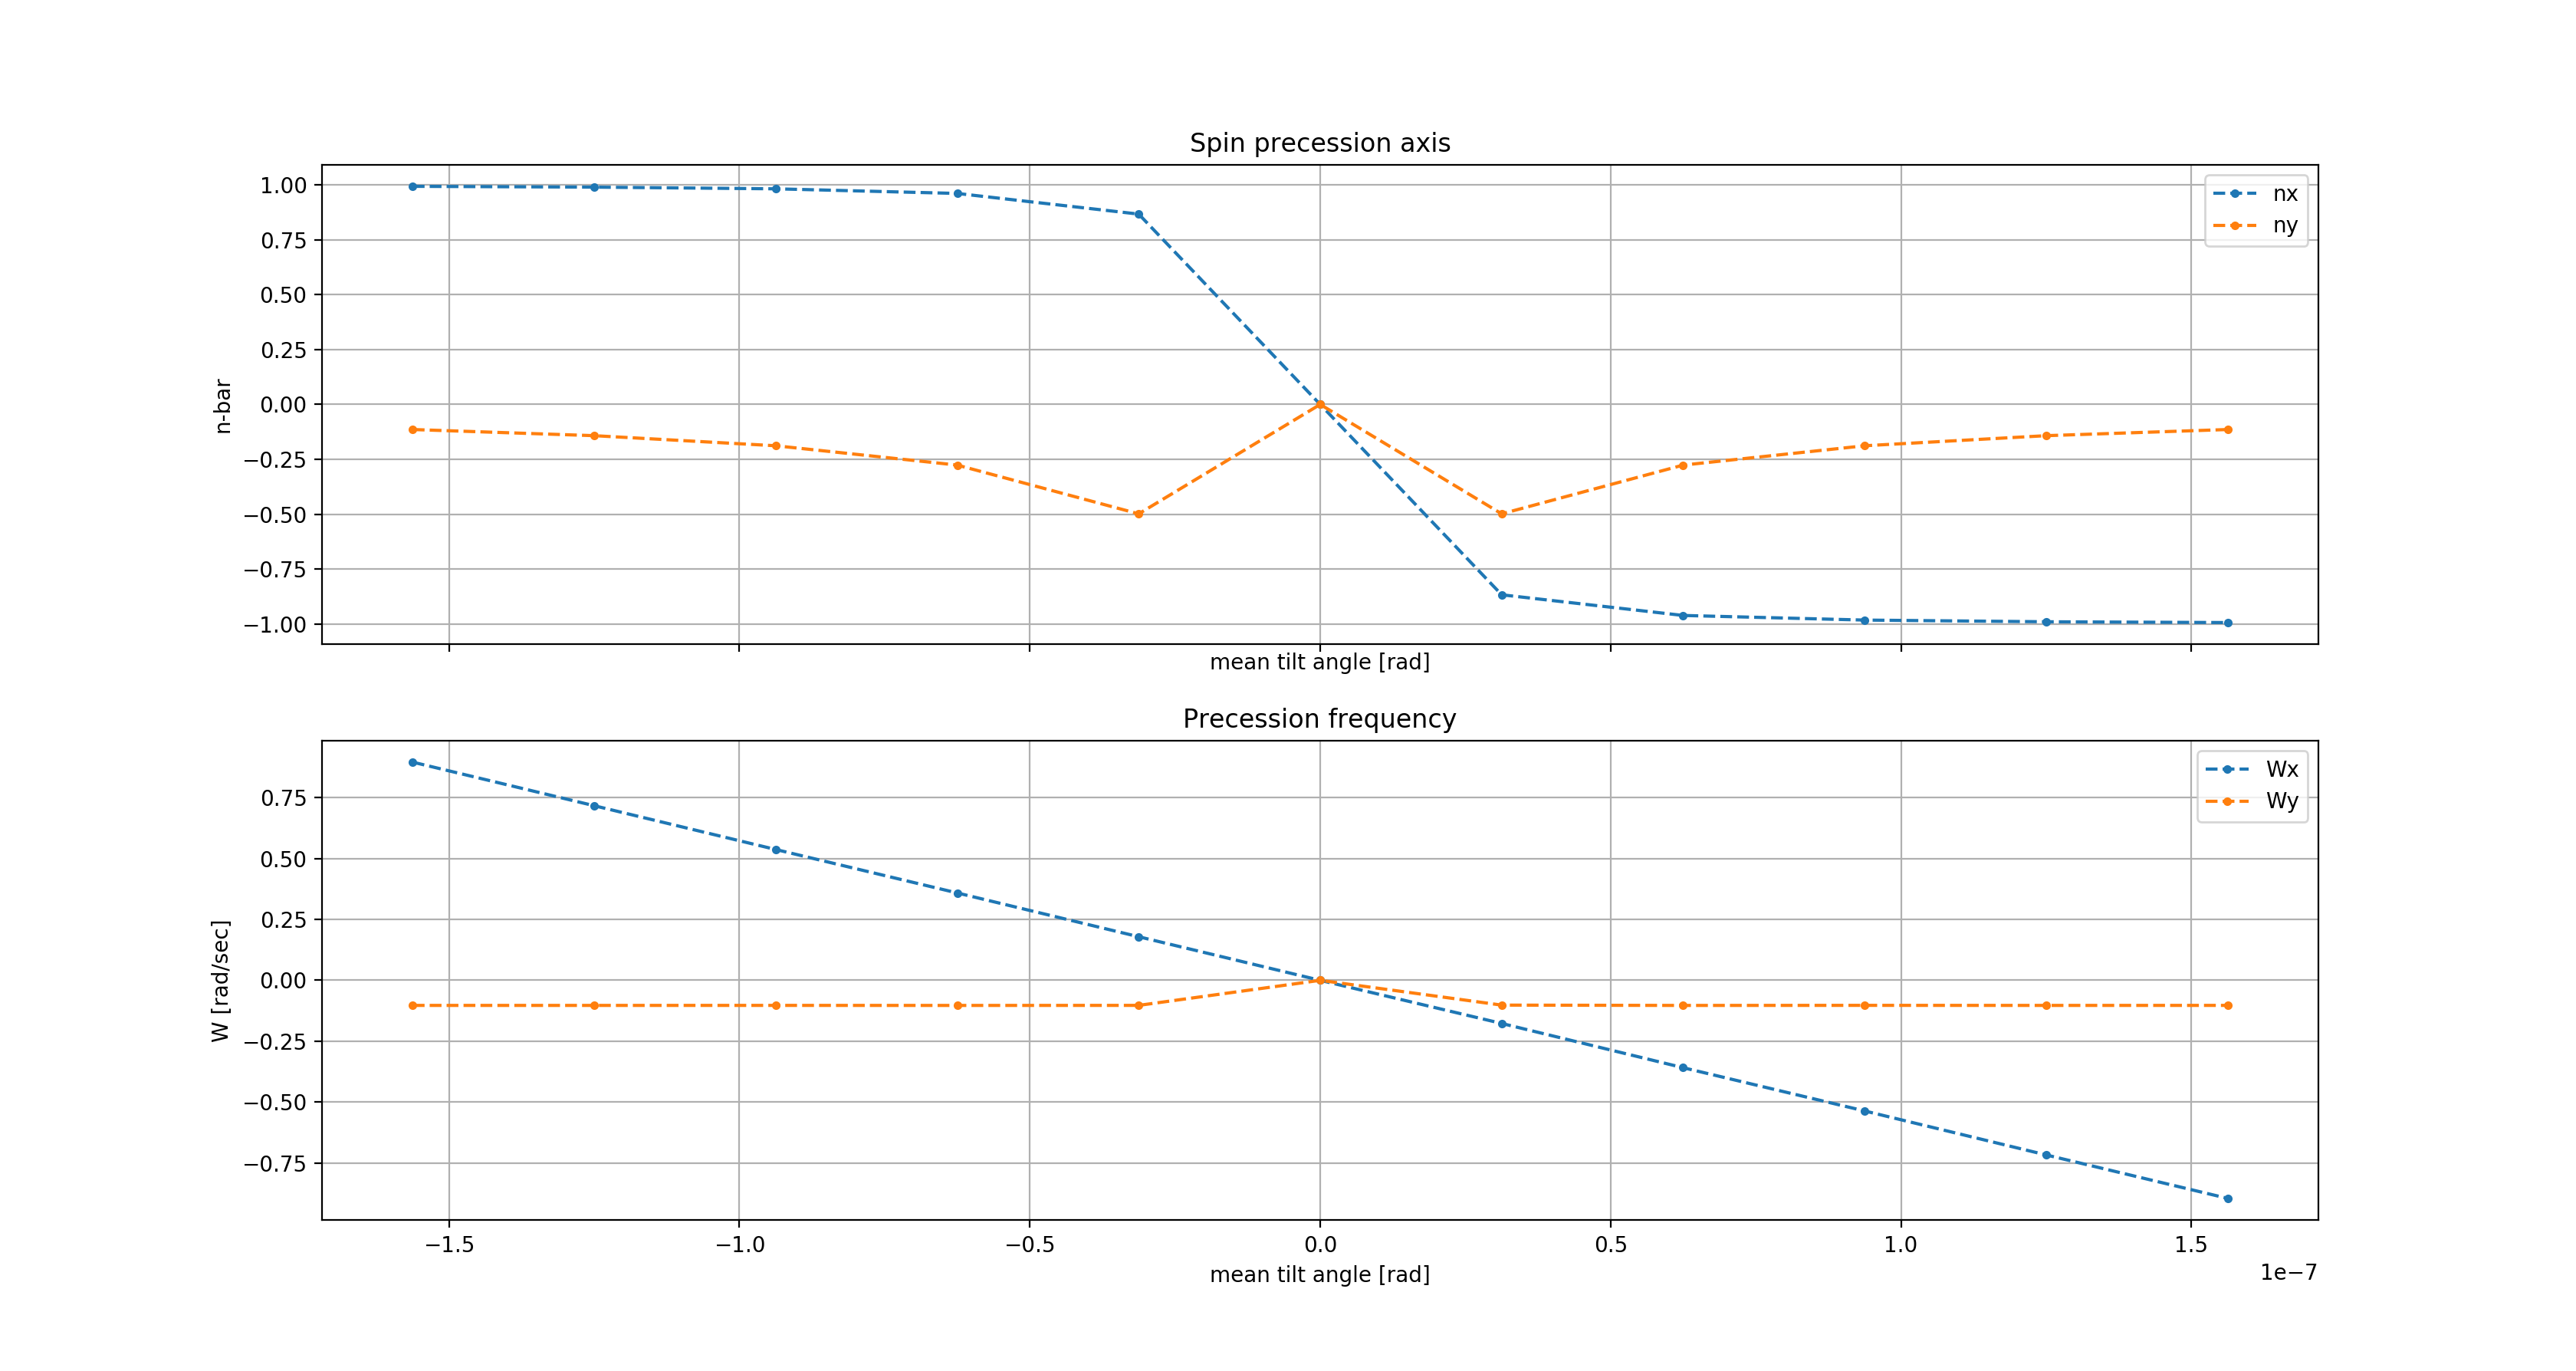 Spin precession axis
1.00
0.75
0.50
0.25
0.00
−0.25
−0.50
−0.75
−1.00
n-bar
nx
ny
mean tilt angle [rad]
Precession frequency
0.75
0.50
0.25
0.00
−0.25
−0.50
−0.75
W [rad/sec]
Wx
Wy
−1.5 −1.0 −0.5 0.0 0.5 1.0 1.5
mean tilt angle [rad]
1e−7